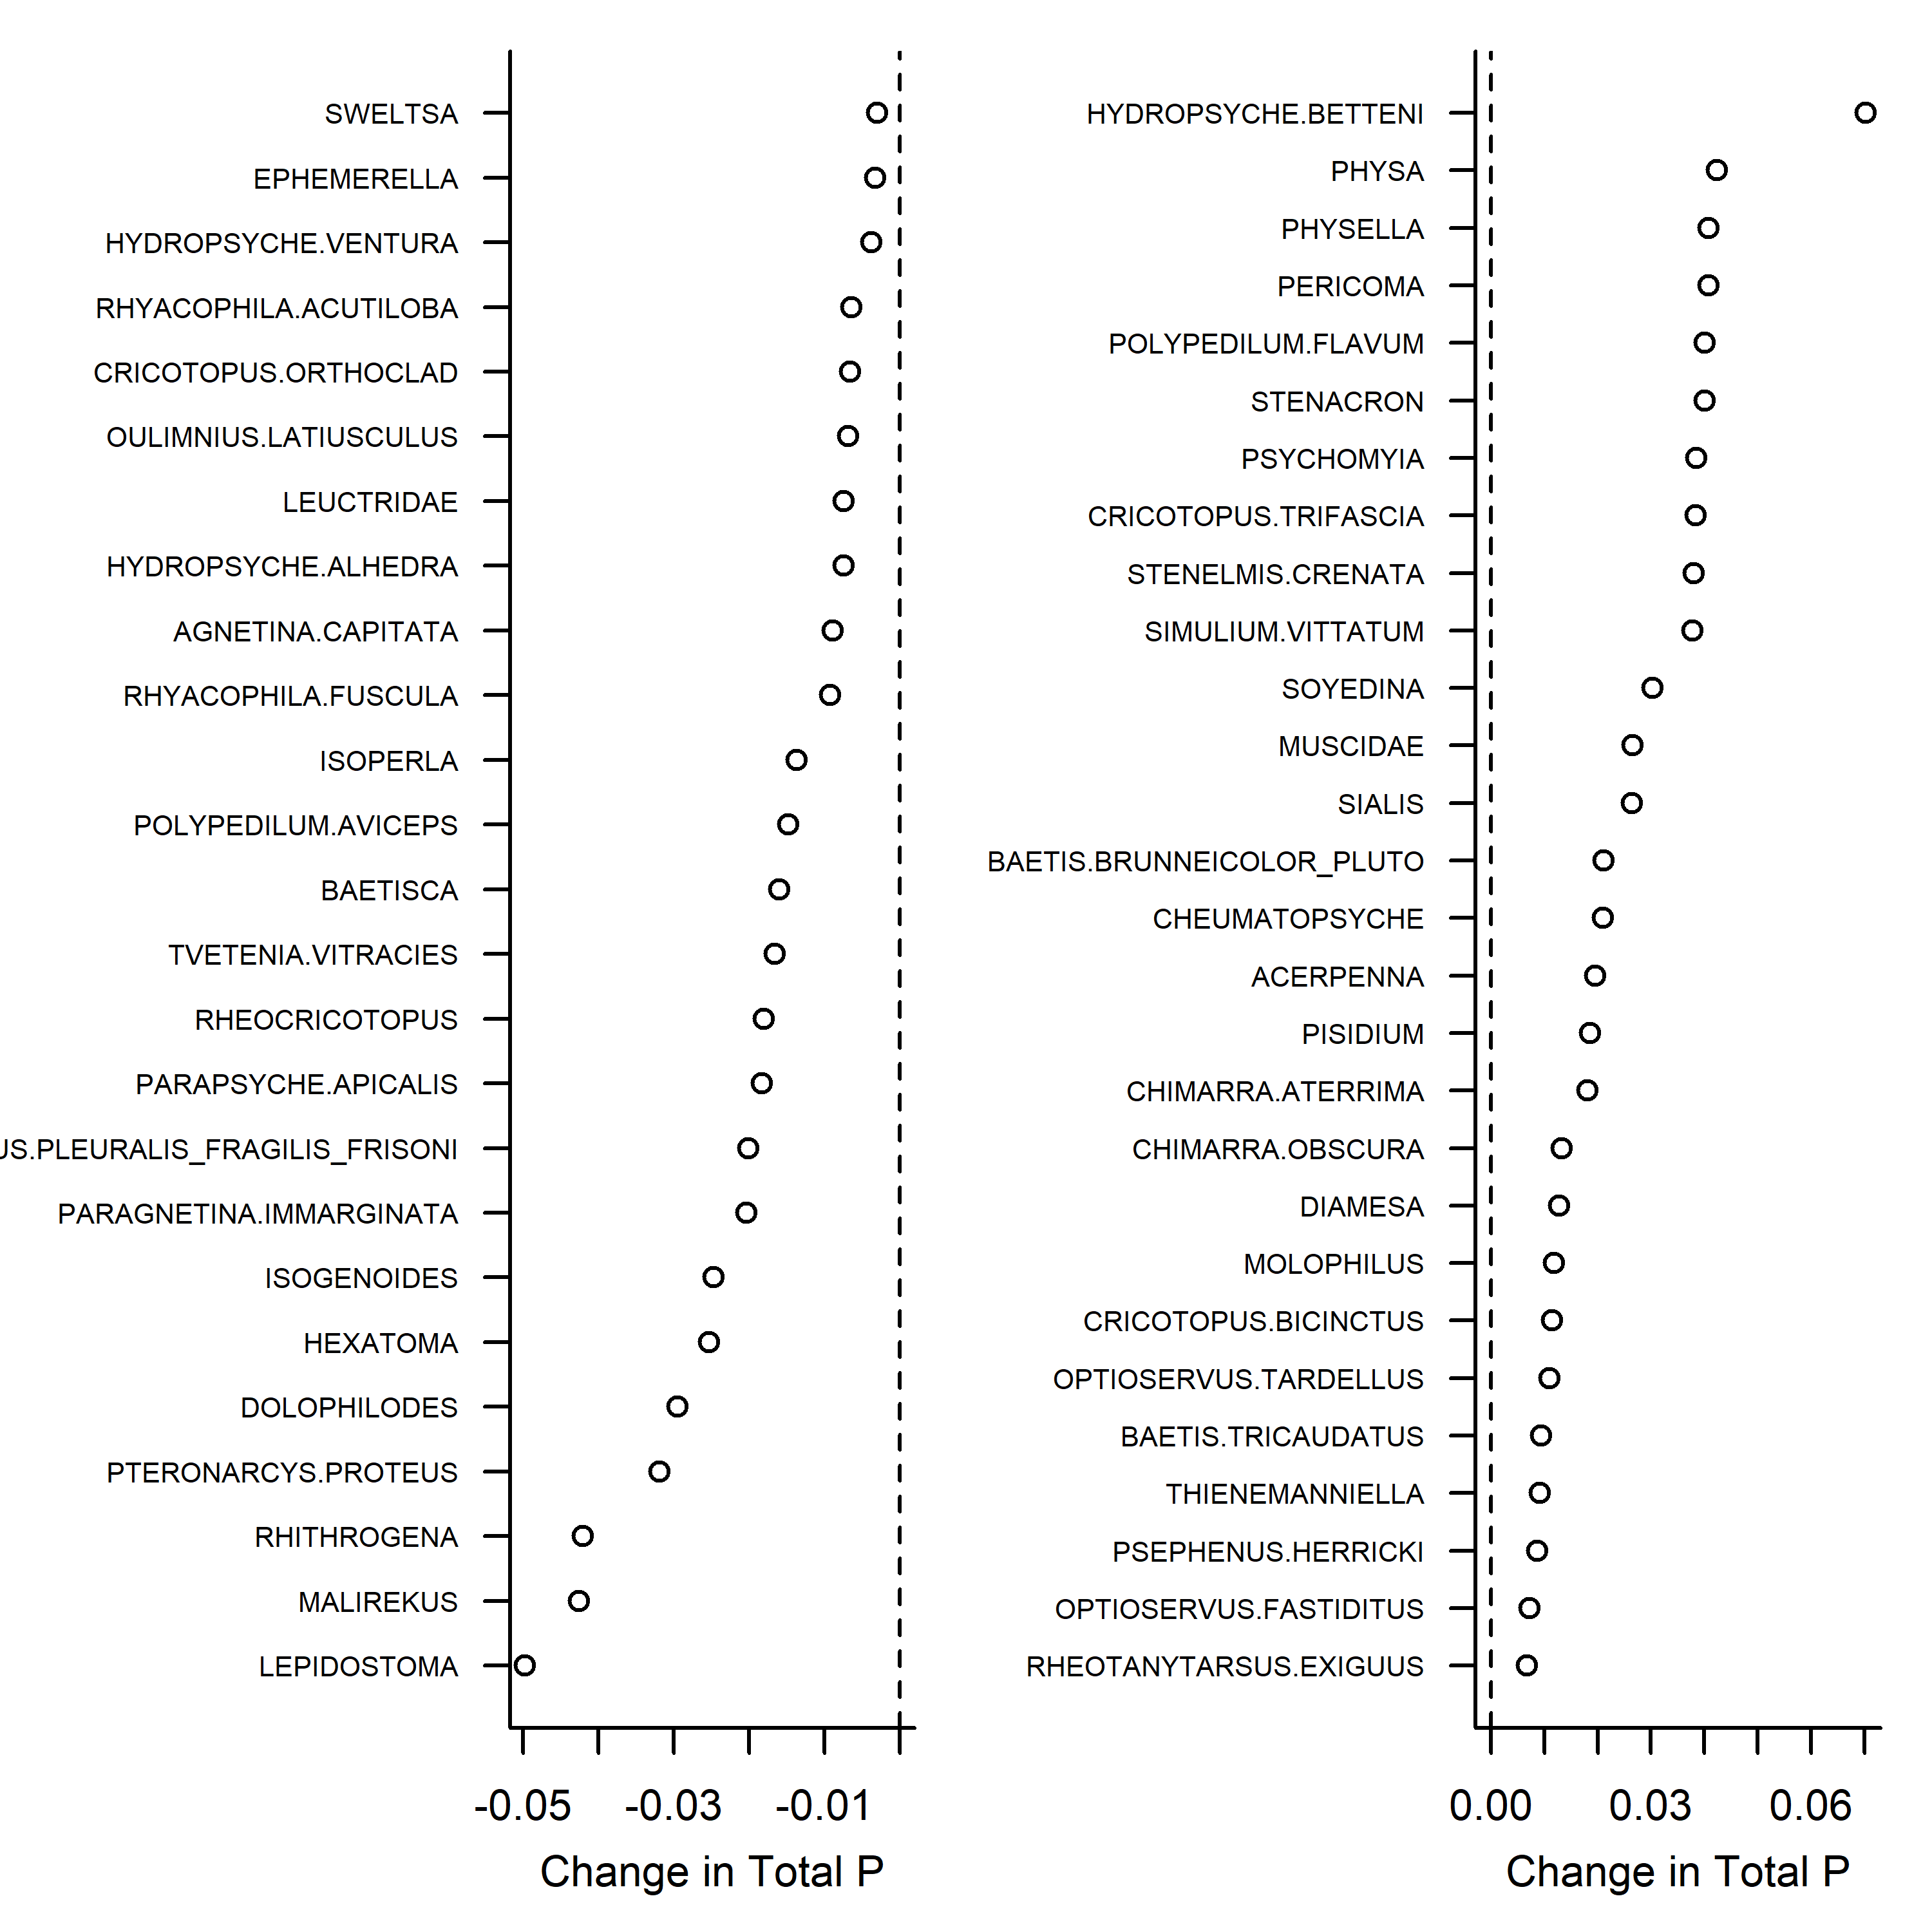 SWELTSA
EPHEMERELLA
HYDROPSYCHE.VENTURA
RHYACOPHILA.ACUTILOBA
CRICOTOPUS.ORTHOCLAD
OULIMNIUS.LATIUSCULUS
LEUCTRIDAE
HYDROPSYCHE.ALHEDRA
AGNETINA.CAPITATA
RHYACOPHILA.FUSCULA
ISOPERLA
POLYPEDILUM.AVICEPS
BAETISCA
TVETENIA.VITRACIES
RHEOCRICOTOPUS
PARAPSYCHE.APICALIS
US.PLEURALIS_FRAGILIS_FRISONI
PARAGNETINA.IMMARGINATA
ISOGENOIDES
HEXATOMA
DOLOPHILODES
PTERONARCYS.PROTEUS
RHITHROGENA
MALIREKUS
LEPIDOSTOMA
-0.05 -0.03 -0.01
Change in Total P
HYDROPSYCHE.BETTENI
PHYSA
PHYSELLA
PERICOMA
POLYPEDILUM.FLAVUM
STENACRON
PSYCHOMYIA
CRICOTOPUS.TRIFASCIA
STENELMIS.CRENATA
SIMULIUM.VITTATUM
SOYEDINA
MUSCIDAE
SIALIS
BAETIS.BRUNNEICOLOR_PLUTO
CHEUMATOPSYCHE
ACERPENNA
PISIDIUM
CHIMARRA.ATERRIMA
CHIMARRA.OBSCURA
DIAMESA
MOLOPHILUS
CRICOTOPUS.BICINCTUS
OPTIOSERVUS.TARDELLUS
BAETIS.TRICAUDATUS
THIENEMANNIELLA
PSEPHENUS.HERRICKI
OPTIOSERVUS.FASTIDITUS
RHEOTANYTARSUS.EXIGUUS
0.00 0.03 0.06
Change in Total P